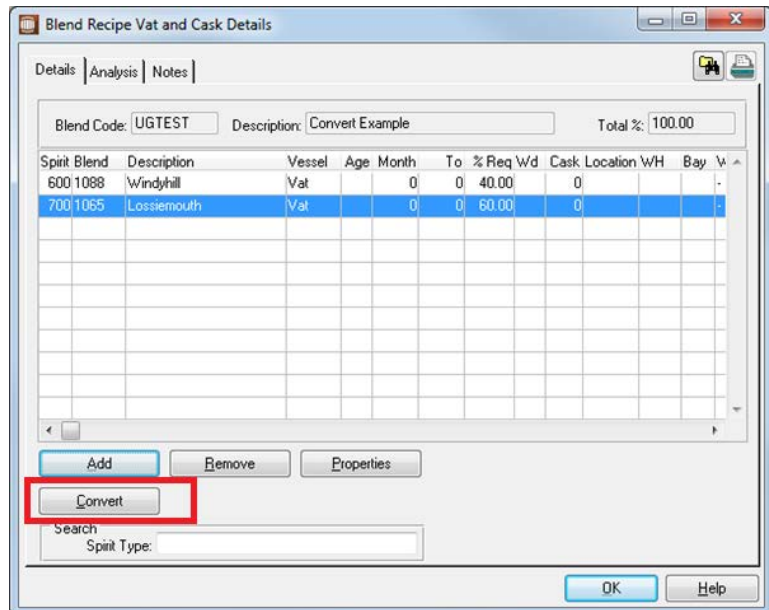 Blend Recipe Vat and Cask Details
Details Analysis Notes
Blend Code: UGTEST Description: Convert Example Total %: 100.00
Spirit Blend Description Vessel Age Month To % Req Wd Cask Location WH Bay
600 1088 Windyhill Vat 0 0 40.00 0 -
700 1065 Lossiemouth Vat 0 0 60.00 0 -
Add Remove Properties
Convert
Search
Spirit Type:
OK Help